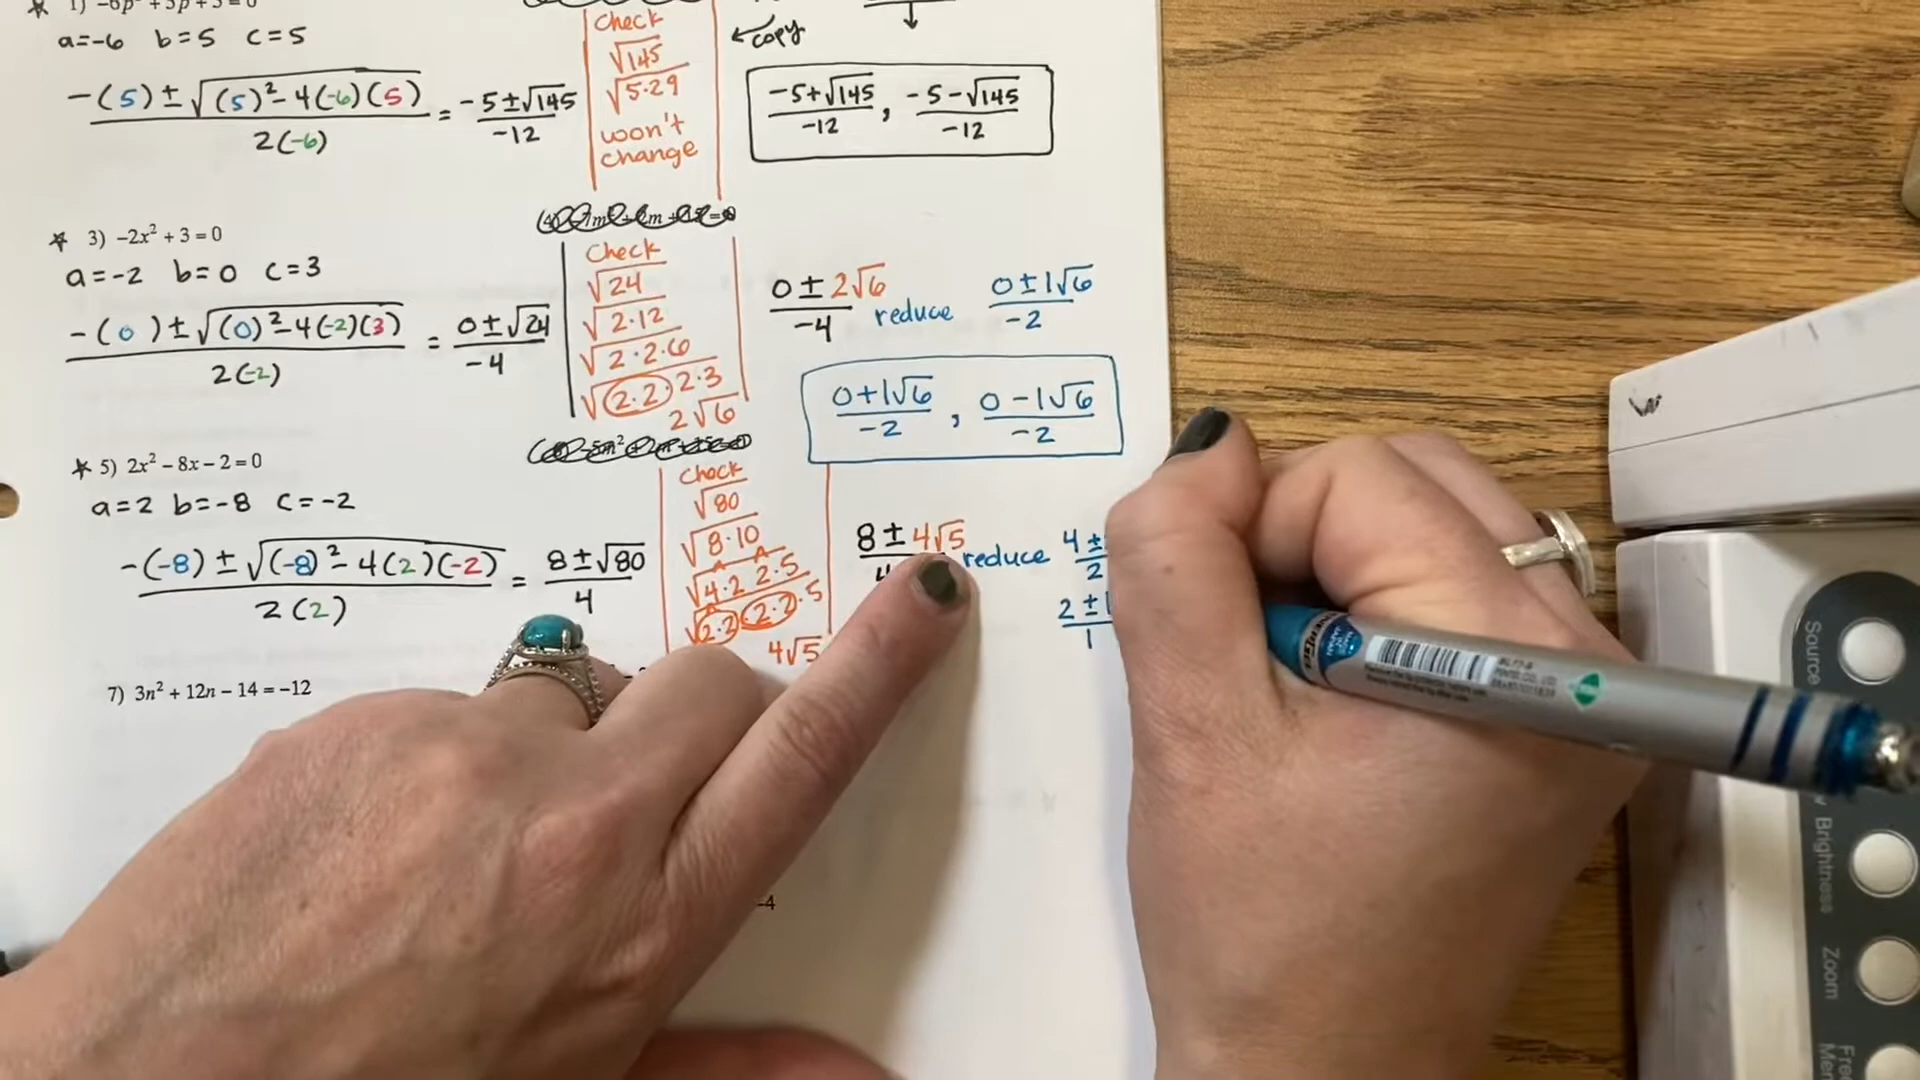 1) -6p² + 5p + 5 = 0
a=-6 b=5 c=5
-(5)±√(5)²-4(-6)(5) / 2(-6) = -5±√145 / -12
Check
√145
√5·29
won't
change
←copy
-5+√145 / -12 , -5-√145 / -12
3) -2x² + 3 = 0
a=-2 b=0 c=3
-(0)±√(0)²-4(-2)(3) / 2(-2) = 0±√24 / -4
Check
√24
√2·12
√2·2·6
√2·2·2·3
2√6
0±2√6 / -4 reduce 0±1√6 / -2
0+1√6 / -2 , 0-1√6 / -2
5) 2x² - 8x - 2 = 0
a=2 b=-8 c=-2
-(-8)±√(-8)²-4(2)(-2) / 2(2) = 8±√80 / 4
Check
√80
√8·10
√4·2 2·5
√2·2·2·2·5
4√5
8±4√5 reduce 4± / 2
2±1 / 1
7) 3n² + 12n - 14 = -12
-4
Source
Brightness
Zoom